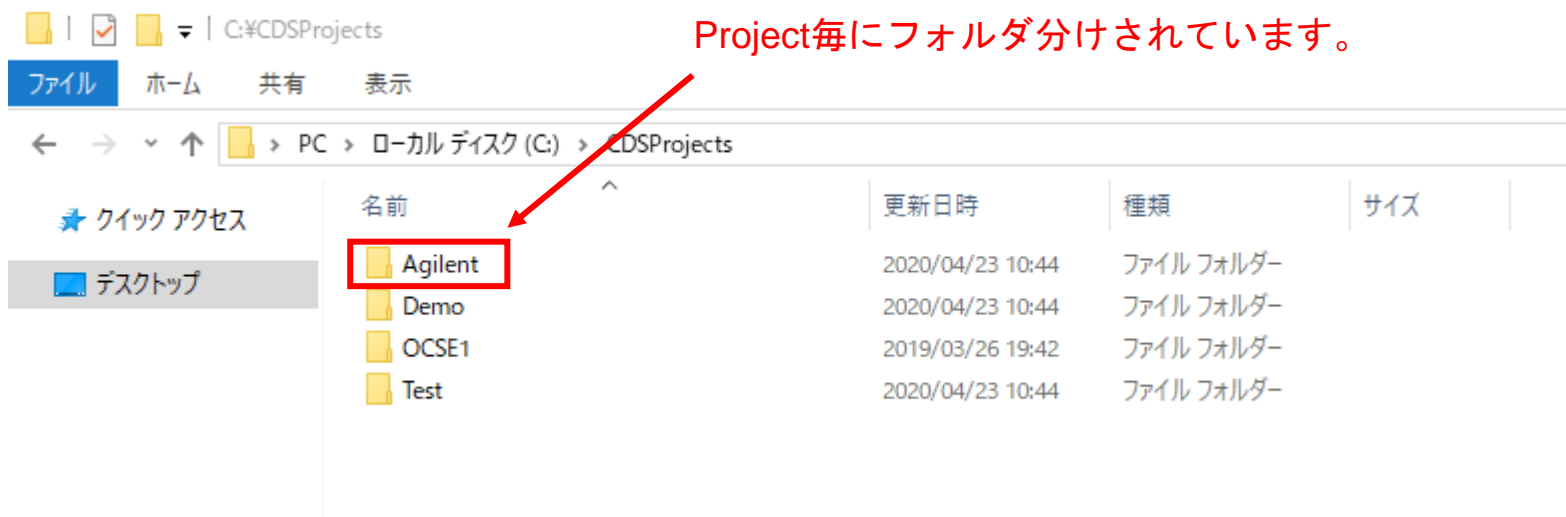 C:¥CDSProjects
Project毎にフォルダ分けされています。
ファイル ホーム 共有 表示
PC > ローカル ディスク (C:) > CDSProjects
クイック アクセス
デスクトップ
名前 更新日時 種類 サイズ
Agilent 2020/04/23 10:44 ファイル フォルダー
Demo 2020/04/23 10:44 ファイル フォルダー
OCSE1 2019/03/26 19:42 ファイル フォルダー
Test 2020/04/23 10:44 ファイル フォルダー